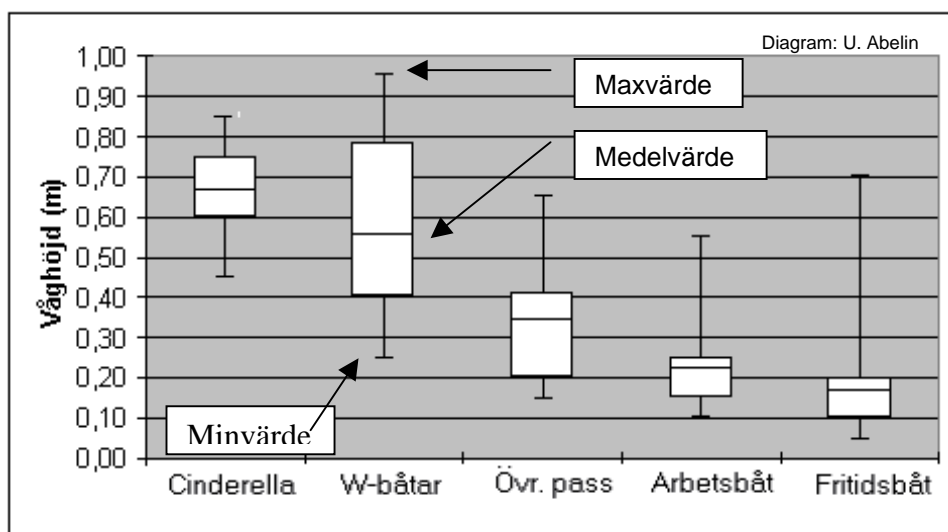 Diagram: U. Abelin
Maxvärde
Medelvärde
Minvärde
Våghöjd (m)
1,00
0,90
0,80
0,70
0,60
0,50
0,40
0,30
0,20
0,10
0,00
Cinderella W-båtar Övr. pass Arbetsbåt Fritidsbåt